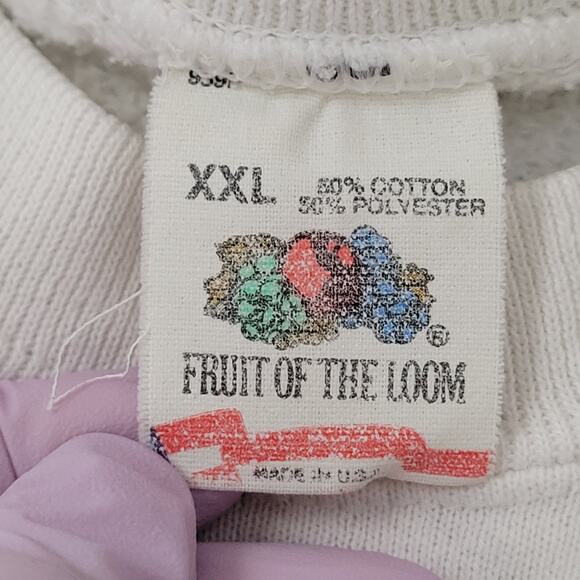 XXL
50% COTTON
50% POLYESTER
®
FRUIT OF THE LOOM
MADE IN U.S.A.